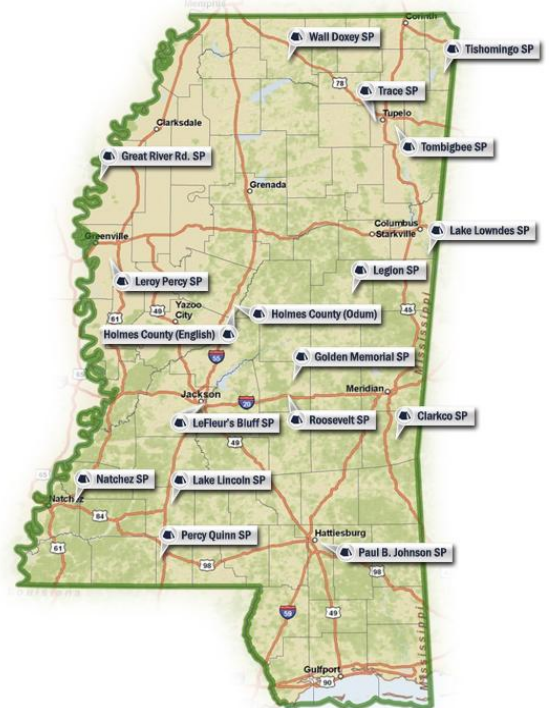 Memphis
Corinth
Wall Doxey SP
Tishomingo SP
78
Trace SP
Tupelo
Clarksdale
Tombigbee SP
Great River Rd. SP
Grenada
Columbus
Starkville
Lake Lowndes SP
Greenville
Legion SP
Leroy Percy SP
Yazoo
City
49
45
61
Holmes County (Odum)
Holmes County (English)
Mississippi
55
Golden Memorial SP
Meridian
Jackson
20
LeFleur's Bluff SP
Roosevelt SP
Clarkco SP
49
Natchez SP
Lake Lincoln SP
Natchez
84
61
Percy Quinn SP
Hattiesburg
Paul B. Johnson SP
98
98
Louisiana
59
49
Mississippi
Gulfport
90